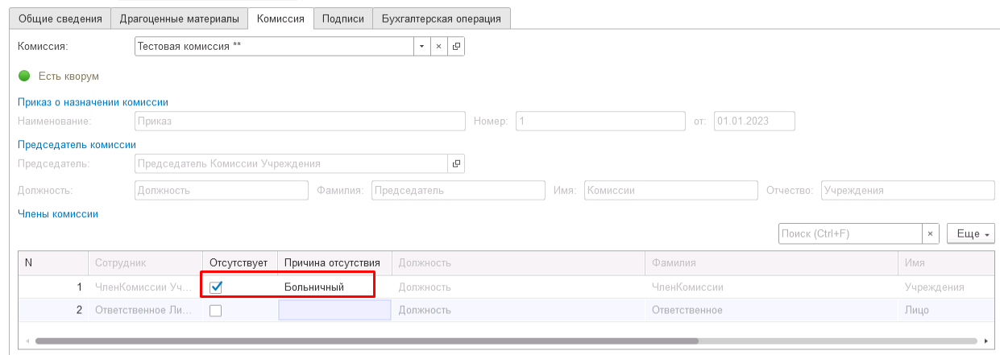 Общие сведения Драгоценные материалы Комиссия Подписи Бухгалтерская операция
Комиссия: Тестовая комиссия **
Есть кворум
Приказ о назначении комиссии
Наименование: Приказ Номер: 1 от: 01.01.2023
Председатель комиссии
Председатель: Председатель Комиссии Учреждения
Должность: Должность Фамилия: Председатель Имя: Комиссии Отчество: Учреждения
Члены комиссии
Поиск (Ctrl+F) × Еще
N Сотрудник Отсутствует Причина отсутствия Должность Фамилия Имя
1 ЧленКомиссии Уч... Больничный Должность ЧленКомиссии Учреждения
2 Ответственное Ли... Должность Ответственное Лицо